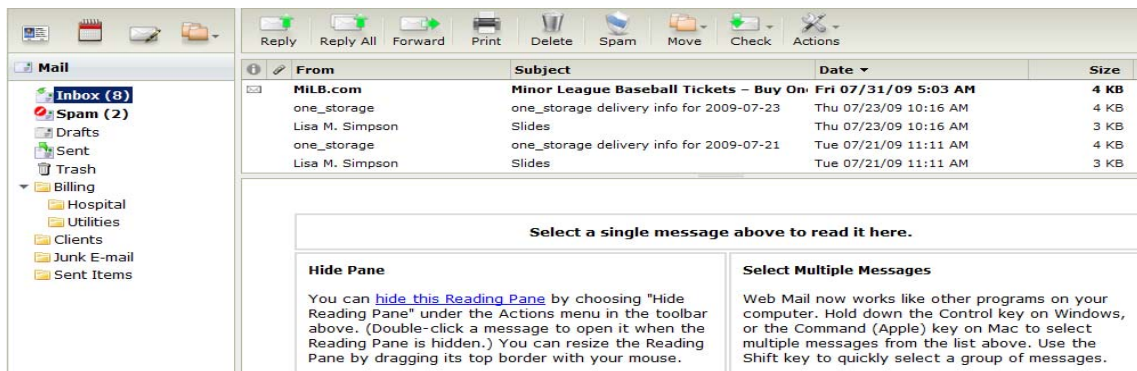 Reply Reply All Forward Print Delete Spam Move Check Actions
Mail
From Subject Date Size
Inbox (8)
Spam (2)
Drafts
Sent
Trash
Billing
Hospital
Utilities
Clients
Junk E-mail
Sent Items
MiLB.com Minor League Baseball Tickets – Buy On Fri 07/31/09 5:03 AM 4 KB
one_storage one_storage delivery info for 2009-07-23 Thu 07/23/09 10:16 AM 4 KB
Lisa M. Simpson Slides Thu 07/23/09 10:16 AM 3 KB
one_storage one_storage delivery info for 2009-07-21 Tue 07/21/09 11:11 AM 4 KB
Lisa M. Simpson Slides Tue 07/21/09 11:11 AM 3 KB
Select a single message above to read it here.
Hide Pane
You can hide this Reading Pane by choosing "Hide
Reading Pane" under the Actions menu in the toolbar
above. (Double-click a message to open it when the
Reading Pane is hidden.) You can resize the Reading
Pane by dragging its top border with your mouse.
Select Multiple Messages
Web Mail now works like other programs on your
computer. Hold down the Control key on Windows,
or the Command (Apple) key on Mac to select
multiple messages from the list above. Use the
Shift key to quickly select a group of messages.